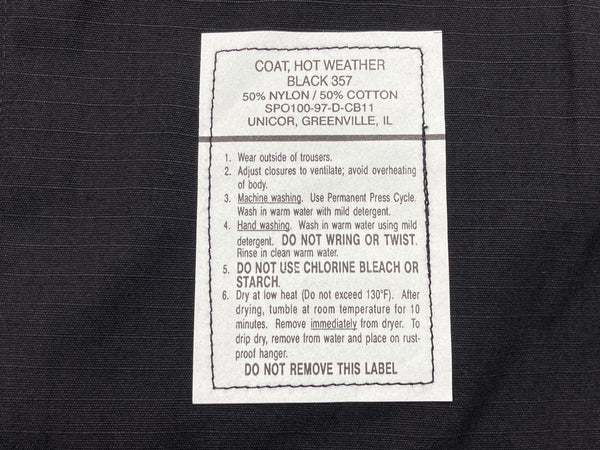 COAT, HOT WEATHER
BLACK 357
50% NYLON / 50% COTTON
SPO100-97-D-CB11
UNICOR, GREENVILLE, IL
1. Wear outside of trousers.
2. Adjust closures to ventilate; avoid overheating
of body.
3. Machine washing. Use Permanent Press Cycle.
Wash in warm water with mild detergent.
4. Hand washing. Wash in warm water using mild
detergent. DO NOT WRING OR TWIST.
Rinse in clean warm water.
5. DO NOT USE CHLORINE BLEACH OR
STARCH.
6. Dry at low heat (Do not exceed 130°F). After
drying, tumble at room temperature for 10
minutes. Remove immediately from dryer. To
drip dry, remove from water and place on rust-
proof hanger.
DO NOT REMOVE THIS LABEL